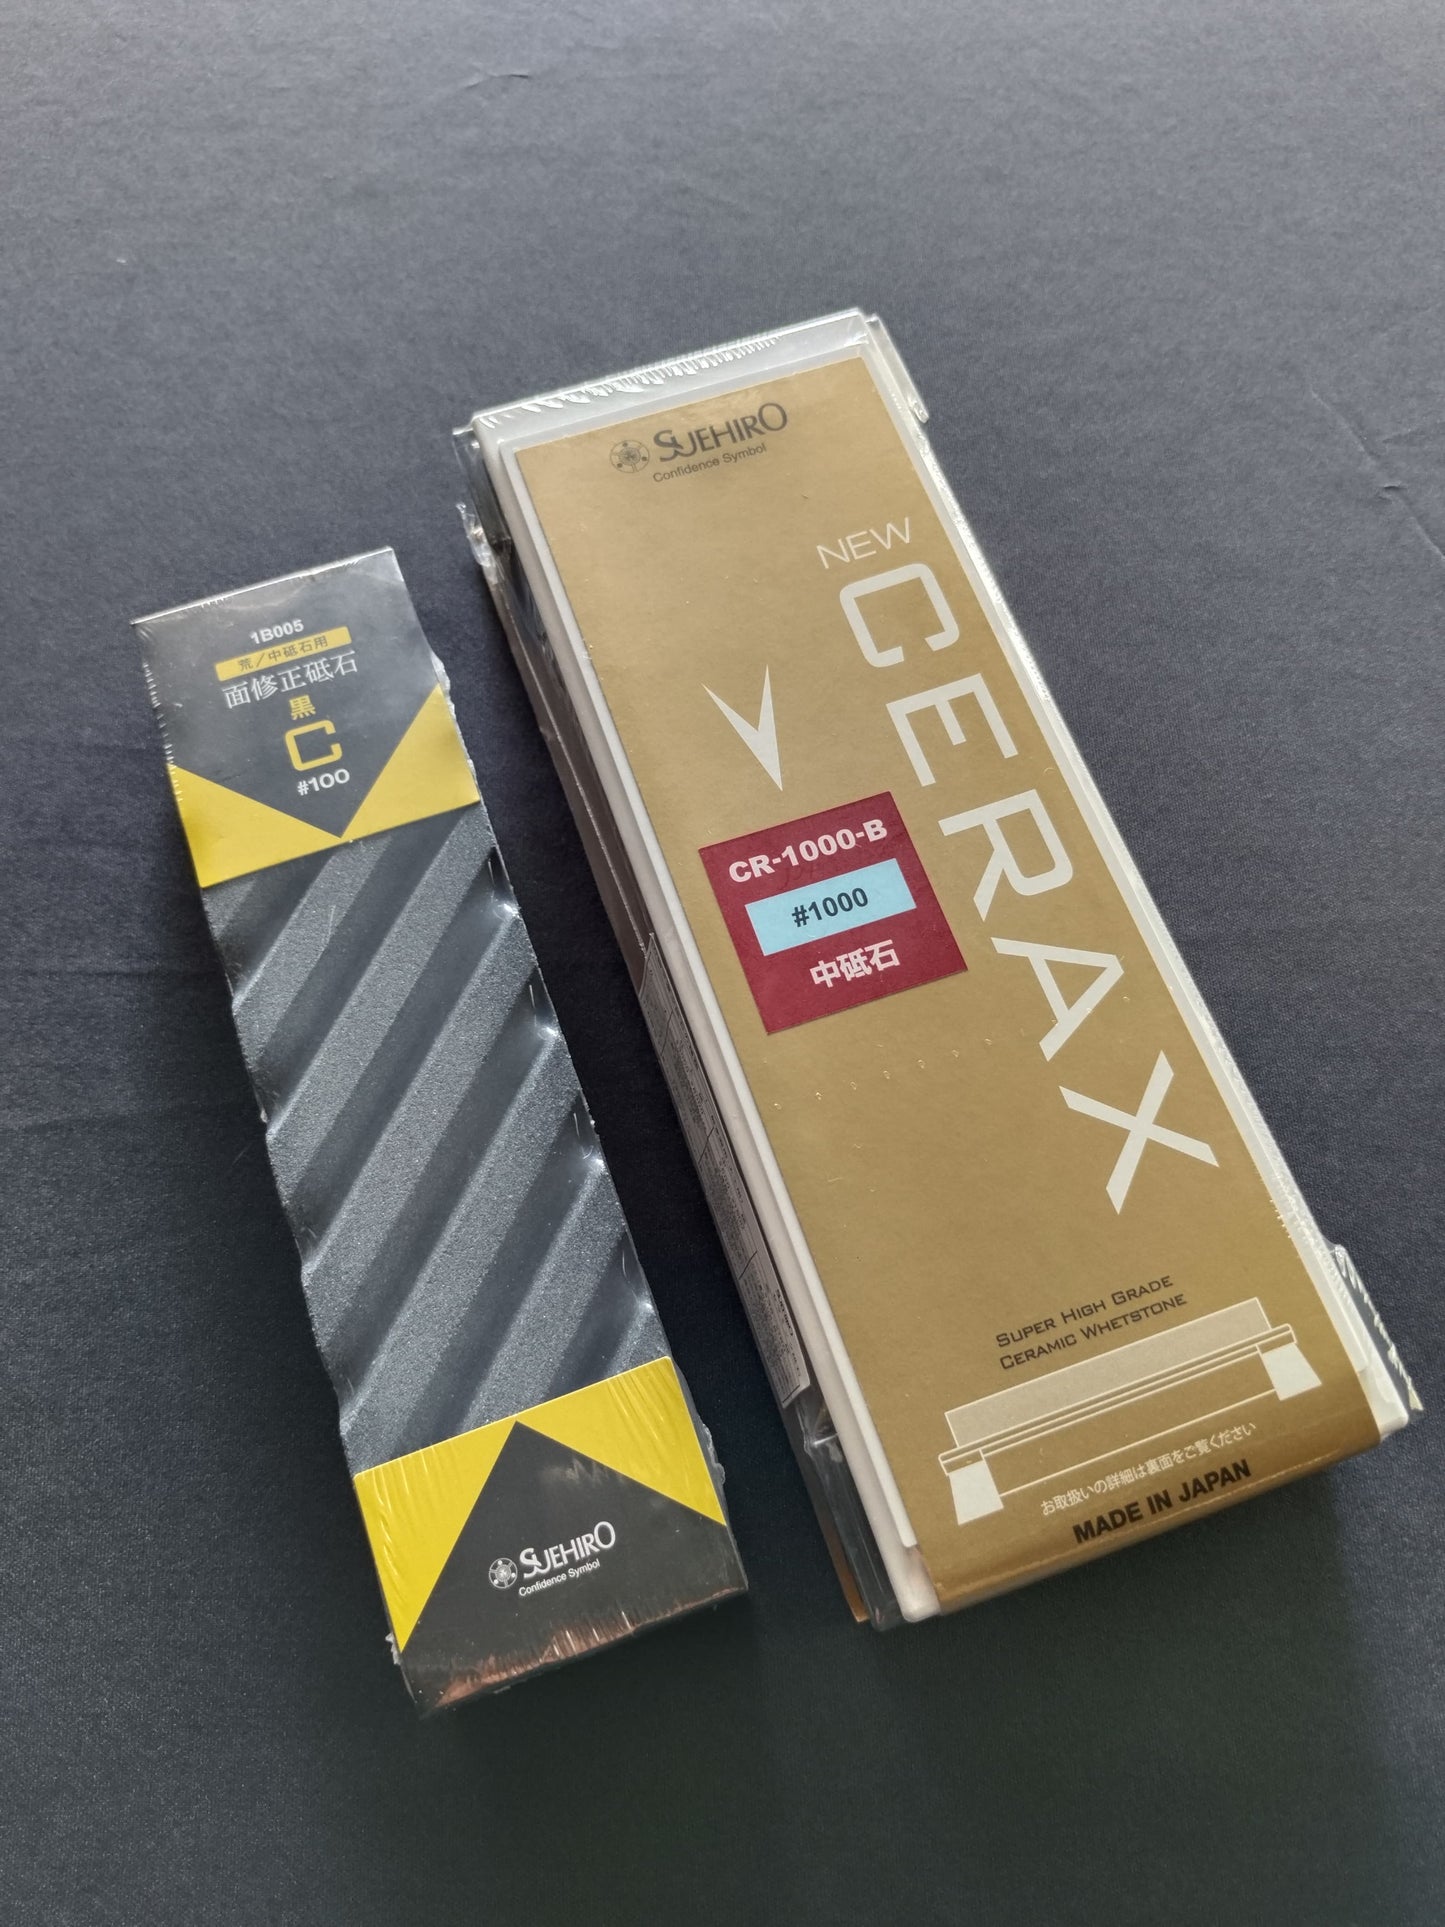 1B005
荒/中砥石用
面修正砥石
黒
C
#100
SUEHIRO
Confidence Symbol
SUEHIRO
Confidence Symbol
NEW
CERAX
CR-1000-B
#1000
中砥石
SUPER HIGH GRADE
CERAMIC WHETSTONE
お取扱いの詳細は裏面をご覧ください
MADE IN JAPAN